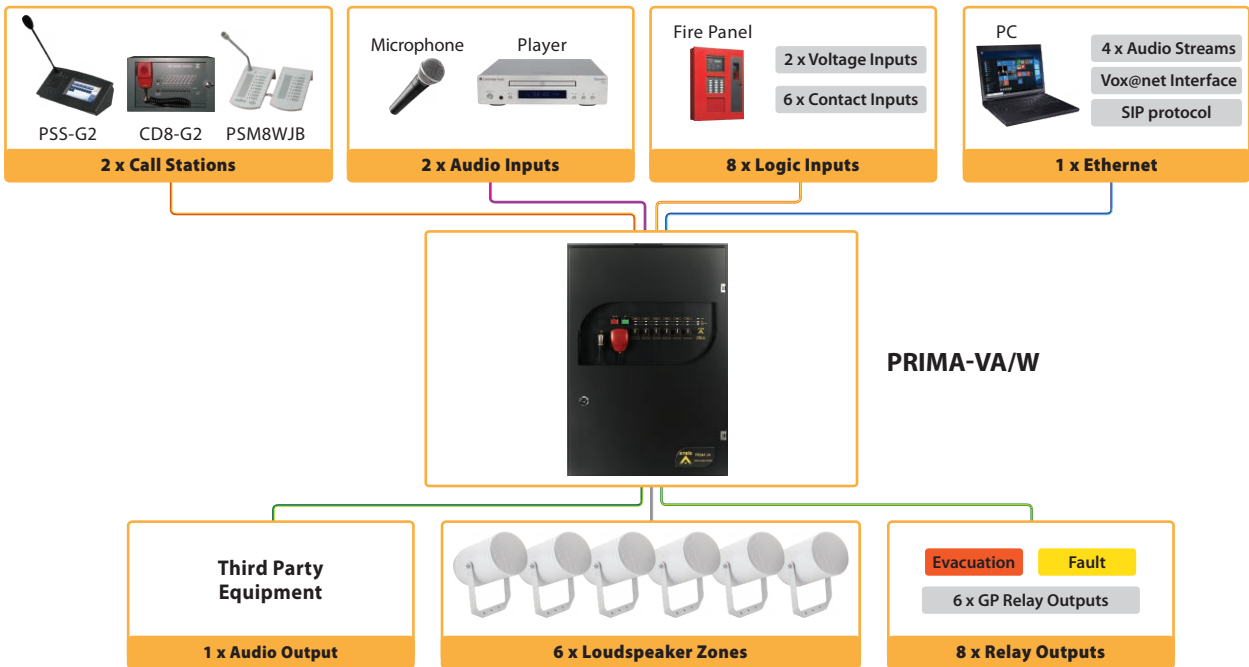 PSS-G2
CD8-G2
PSM8WJB
2 x Call Stations
Microphone
Player
2 x Audio Inputs
Fire Panel
2 x Voltage Inputs
6 x Contact Inputs
8 x Logic Inputs
PC
4 x Audio Streams
Vox@net Interface
SIP protocol
1 x Ethernet
PRIMA-VA/W
Third Party
Equipment
1 x Audio Output
6 x Loudspeaker Zones
Evacuation
Fault
6 x GP Relay Outputs
8 x Relay Outputs